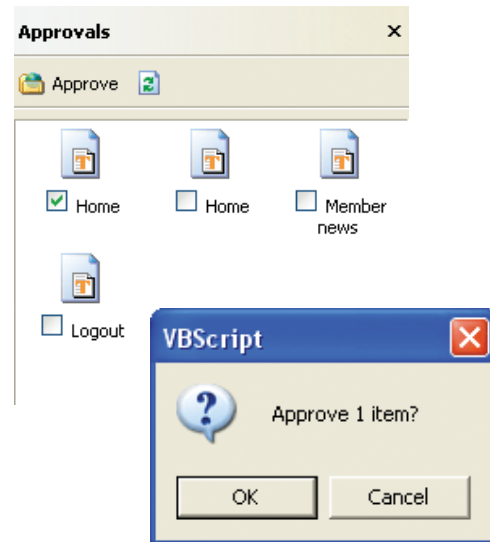 Approvals
Approve
Home
Home
Member
news
Logout
VBScript
Approve 1 item?
OK
Cancel